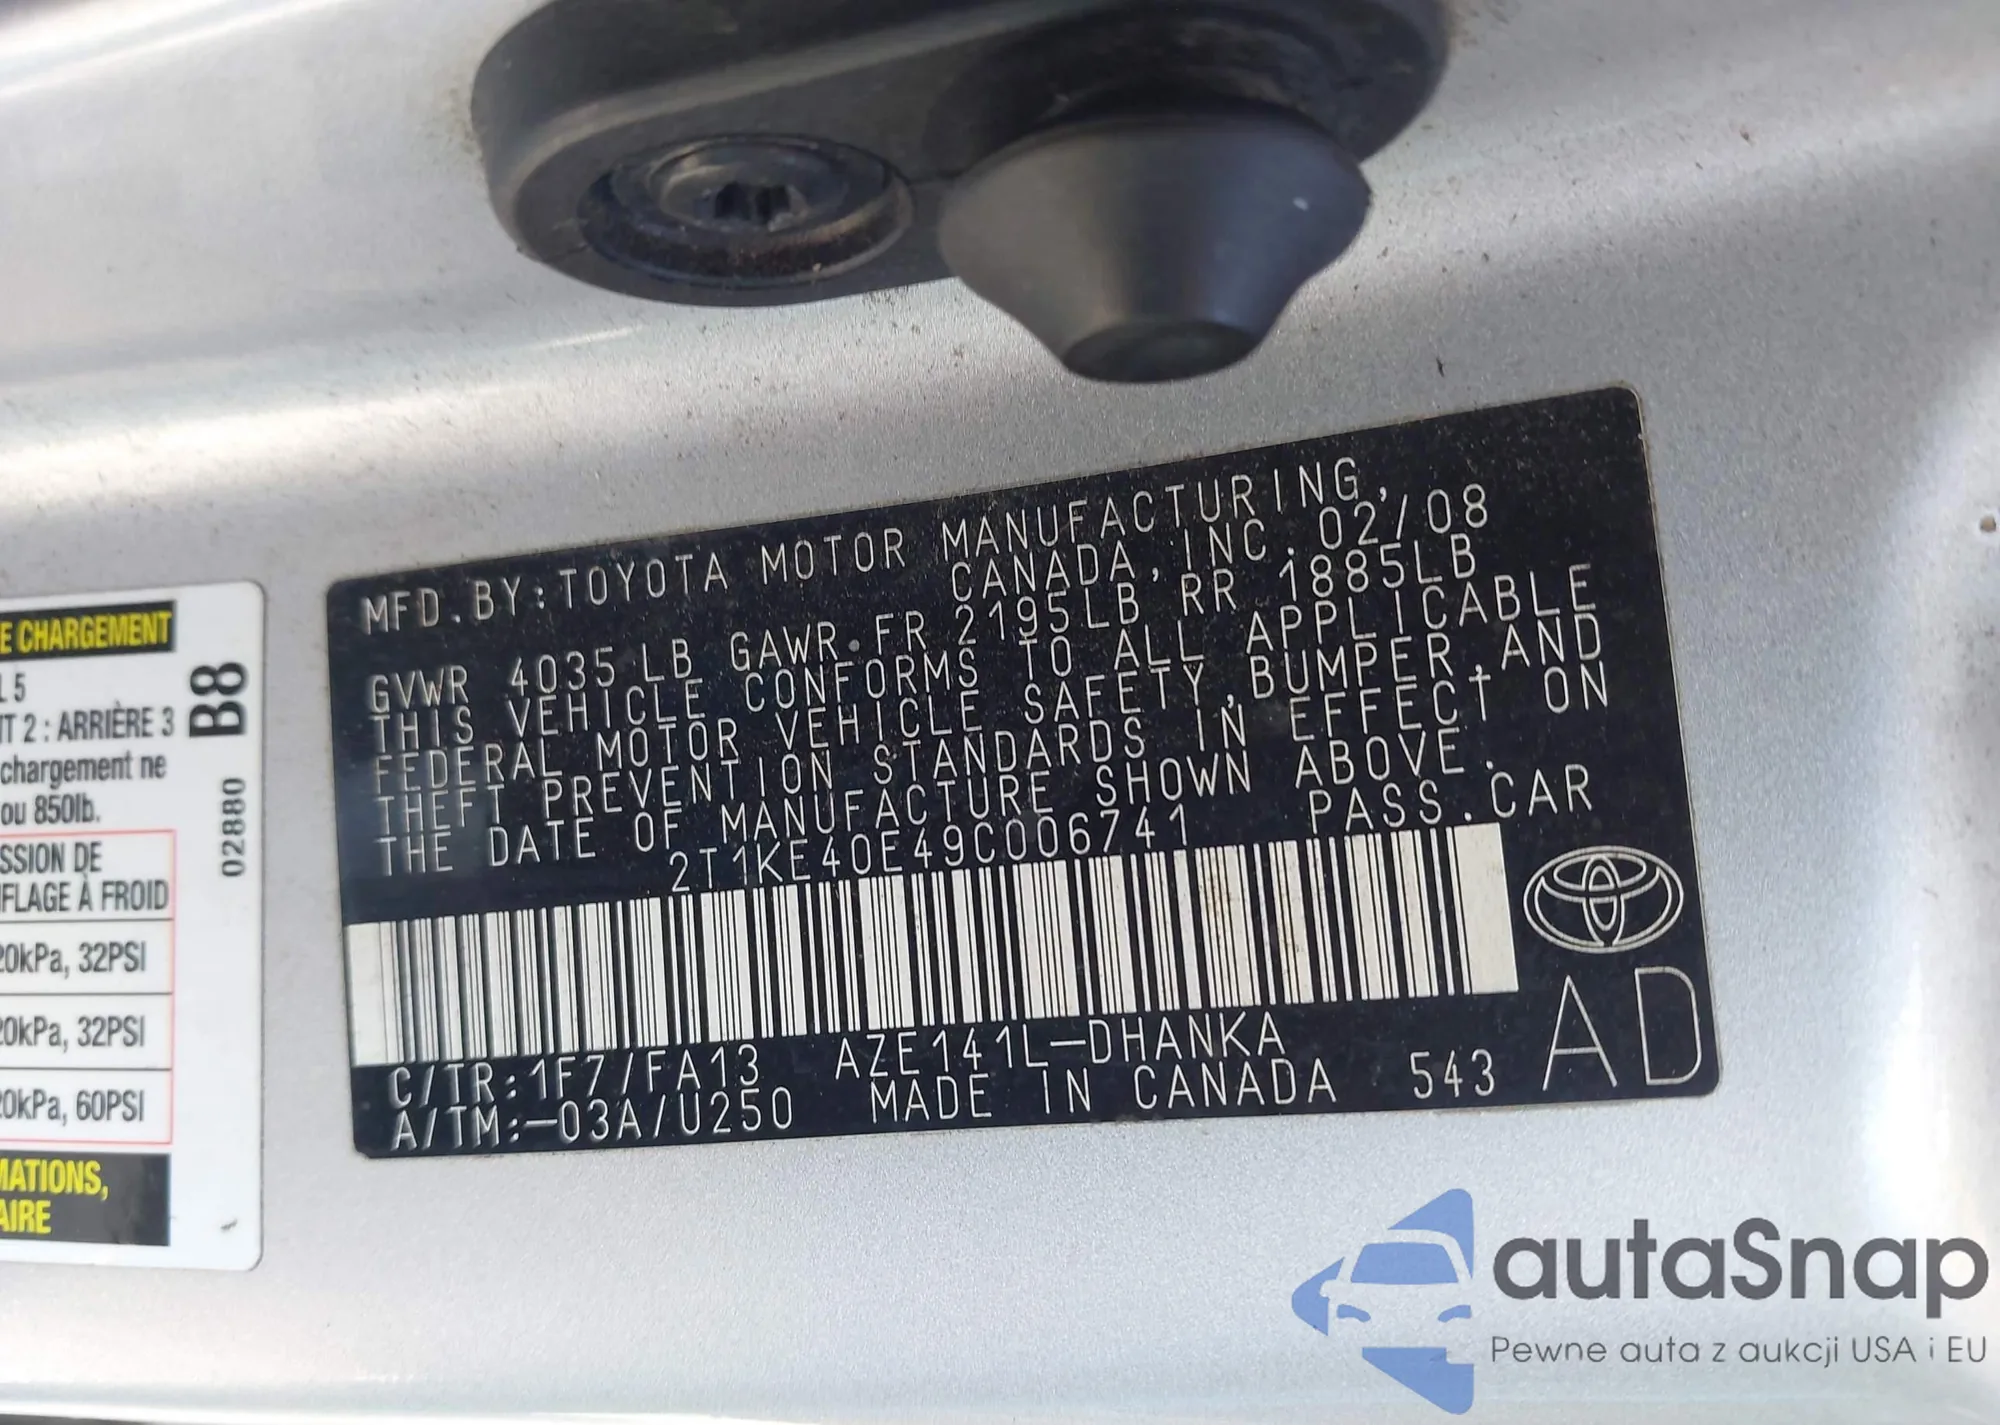 MFD.BY:TOYOTA MOTOR MANUFACTURING,
CANADA,INC.02/08
GVWR 4035LB GAWR.FR 2195LB RR 1885LB
THIS VEHICLE CONFORMS TO ALL APPLICABLE
FEDERAL MOTOR VEHICLE SAFETY,BUMPER,AND
THEFT PREVENTION STANDARDS IN EFFECT ON
THE DATE OF MANUFACTURE SHOWN ABOVE.
2T1KE40E49C006741 PASS.CAR
C/TR:1F7/FA13 AZE141L-DHANKA
A/TM:-03A/U250 MADE IN CANADA 543
AD
E CHARGEMENT
L 5
T 2 : ARRIÈRE 3
chargement ne
ou 850lb.
SSION DE
FLAGE À FROID
20kPa, 32PSI
20kPa, 32PSI
20kPa, 60PSI
MATIONS,
AIRE
B8
02880
autaSnap
Pewne auta z aukcji USA i EU